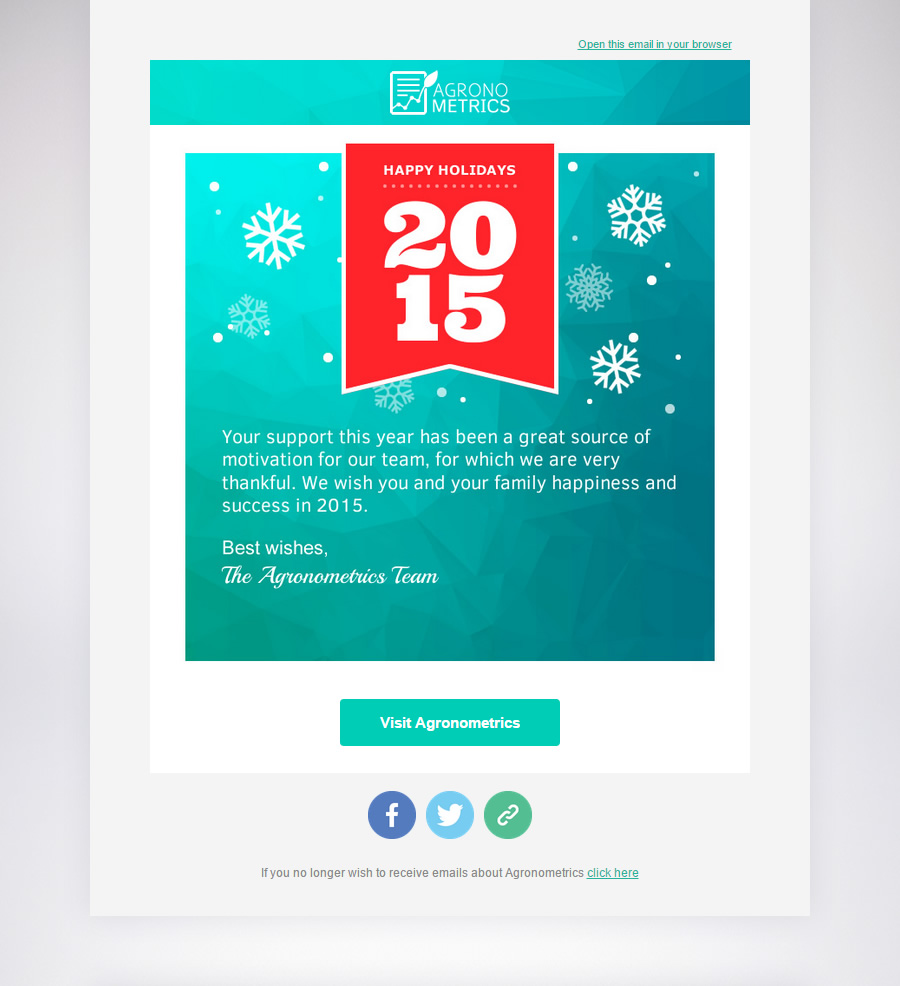 Open this email in your browser
AGRONO
METRICS
HAPPY HOLIDAYS
20
15
Your support this year has been a great source of
motivation for our team, for which we are very
thankful. We wish you and your family happiness and
success in 2015.
Best wishes,
The Agronometrics Team
Visit Agronometrics
If you no longer wish to receive emails about Agronometrics click here